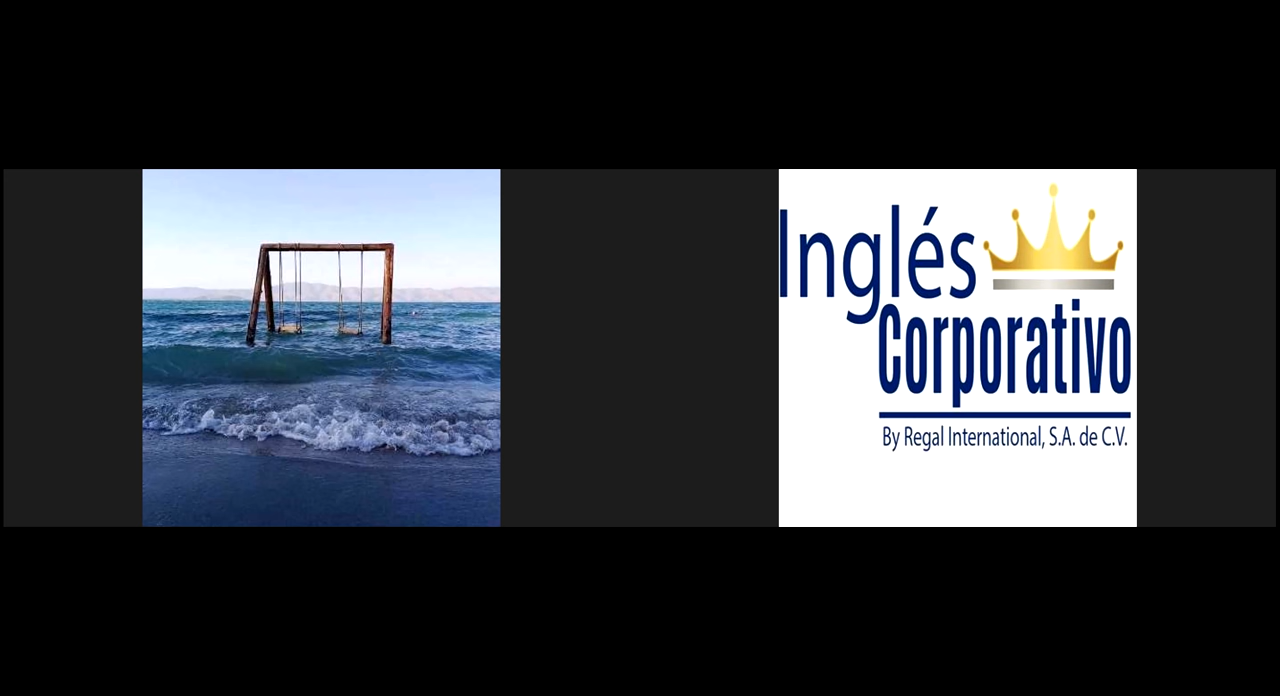 Inglés
Corporativo
By Regal International, S.A. de C.V.